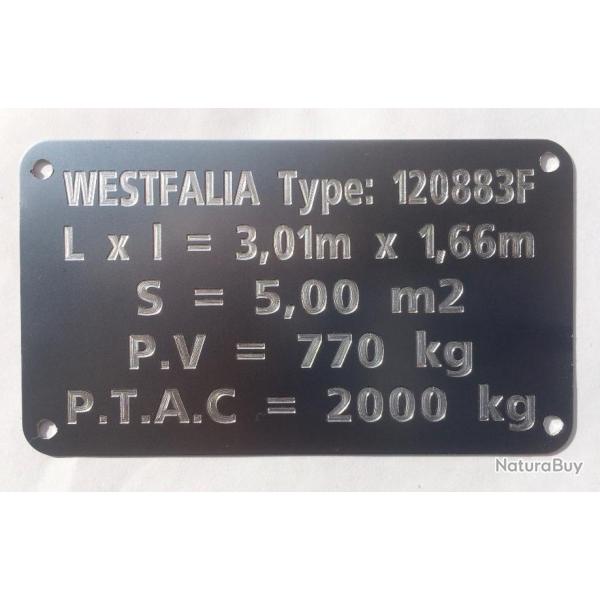 WESTFALIA Type: 120883F
L x l = 3,01m x 1,66m
S = 5,00 m2
P.V = 770 kg
P.T.A.C = 2000 kg
NaturaBuy